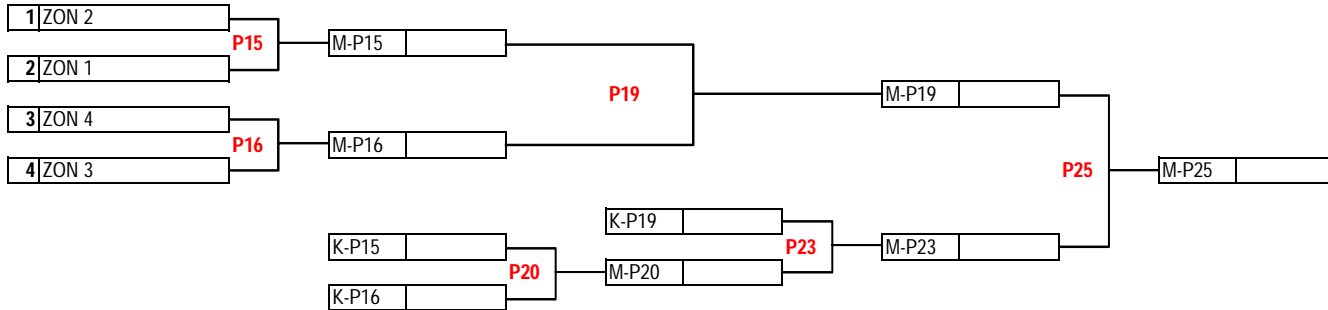 1 ZON 2
P15
M-P15
2 ZON 1
P19
M-P19
3 ZON 4
P16
M-P16
4 ZON 3
P25
M-P25
K-P19
K-P15
P23
M-P23
P20
M-P20
K-P16